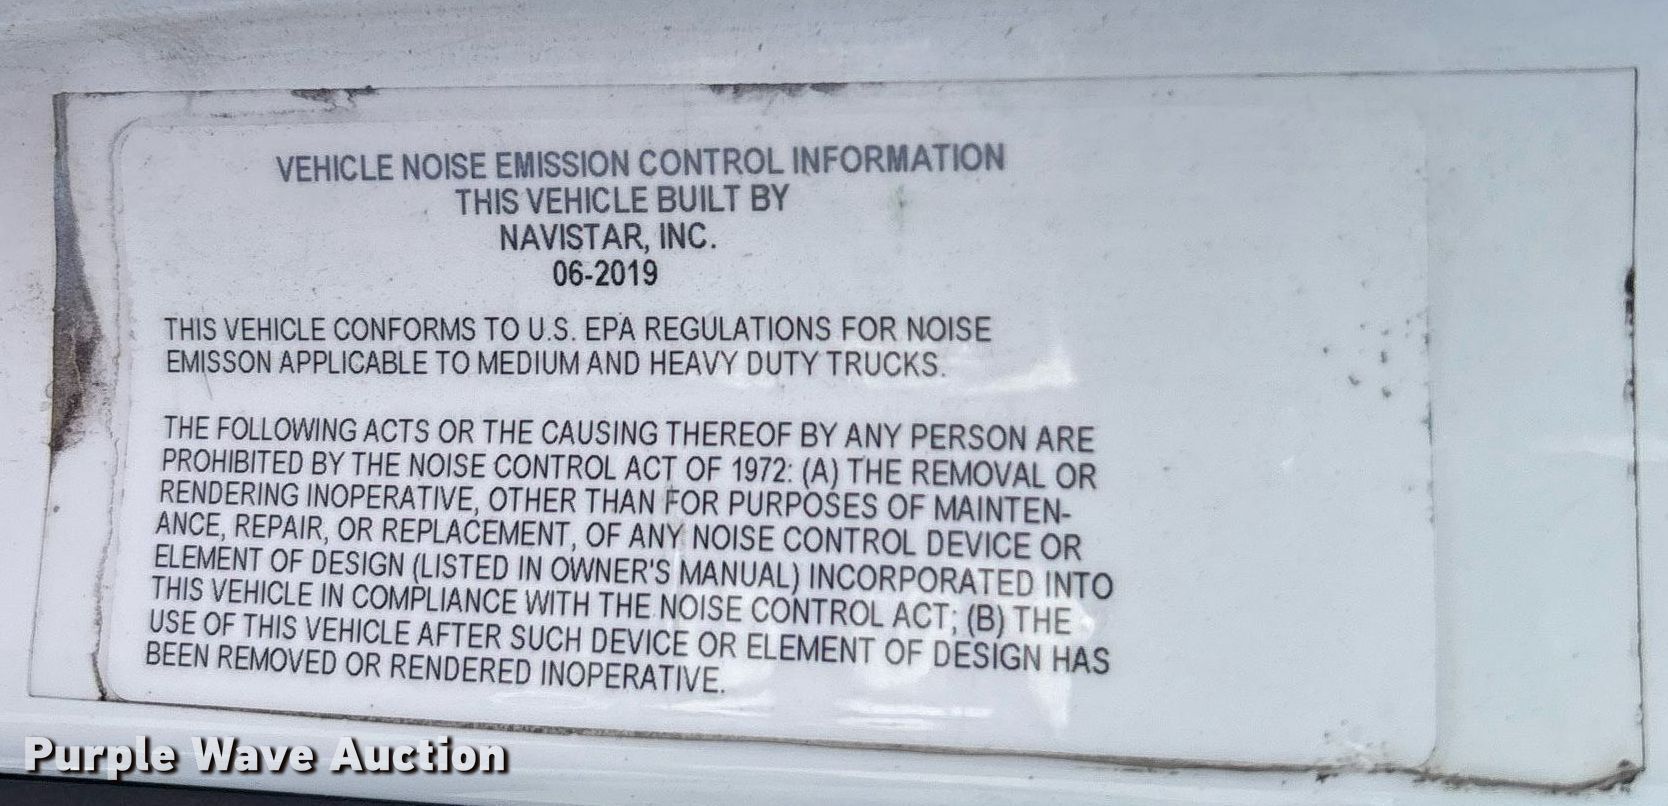 VEHICLE NOISE EMISSION CONTROL INFORMATION
THIS VEHICLE BUILT BY
NAVISTAR, INC.
06-2019
THIS VEHICLE CONFORMS TO U.S. EPA REGULATIONS FOR NOISE
EMISSON APPLICABLE TO MEDIUM AND HEAVY DUTY TRUCKS.
THE FOLLOWING ACTS OR THE CAUSING THEREOF BY ANY PERSON ARE
PROHIBITED BY THE NOISE CONTROL ACT OF 1972: (A) THE REMOVAL OR
RENDERING INOPERATIVE, OTHER THAN FOR PURPOSES OF MAINTEN-
ANCE, REPAIR, OR REPLACEMENT, OF ANY NOISE CONTROL DEVICE OR
ELEMENT OF DESIGN (LISTED IN OWNER'S MANUAL) INCORPORATED INTO
THIS VEHICLE IN COMPLIANCE WITH THE NOISE CONTROL ACT; (B) THE
USE OF THIS VEHICLE AFTER SUCH DEVICE OR ELEMENT OF DESIGN HAS
BEEN REMOVED OR RENDERED INOPERATIVE.
Purple Wave Auction